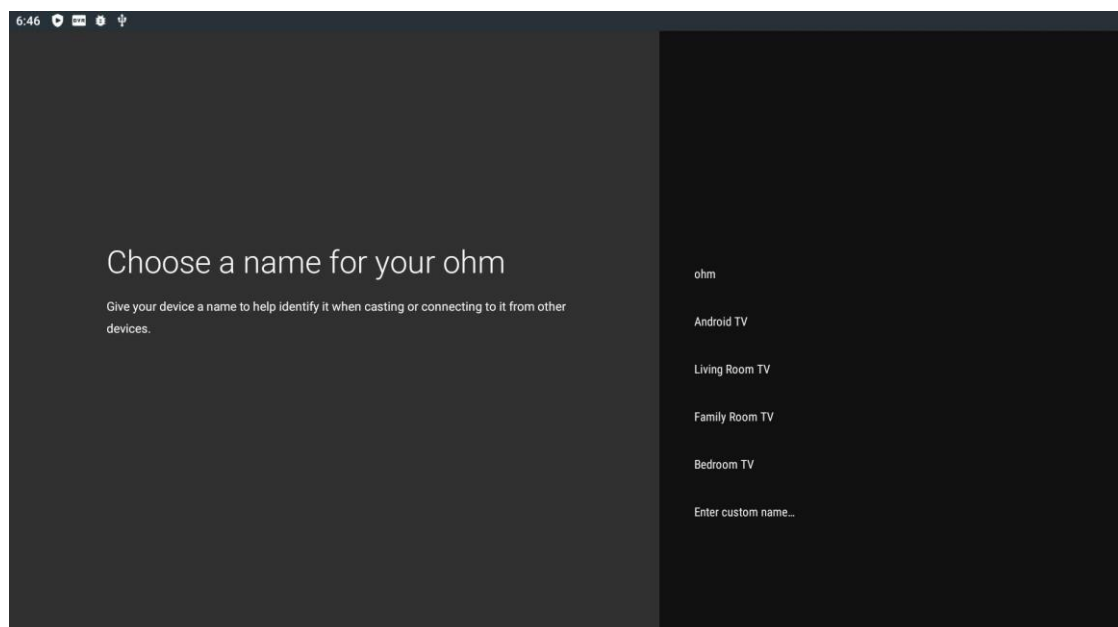 6:46
Choose a name for your ohm
Give your device a name to help identify it when casting or connecting to it from other
devices.
ohm
Android TV
Living Room TV
Family Room TV
Bedroom TV
Enter custom name…